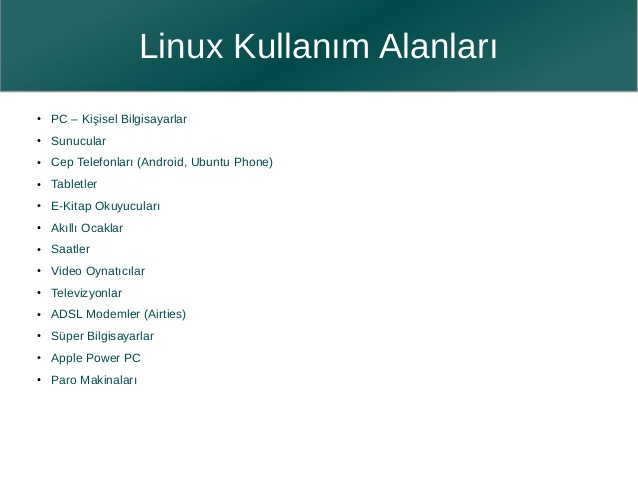 Linux Kullanım Alanları
• PC – Kişisel Bilgisayarlar
• Sunucular
• Cep Telefonları (Android, Ubuntu Phone)
• Tabletler
• E-Kitap Okuyucuları
• Akıllı Ocaklar
• Saatler
• Video Oynatıcılar
• Televizyonlar
• ADSL Modemler (Airties)
• Süper Bilgisayarlar
• Apple Power PC
• Paro Makinaları